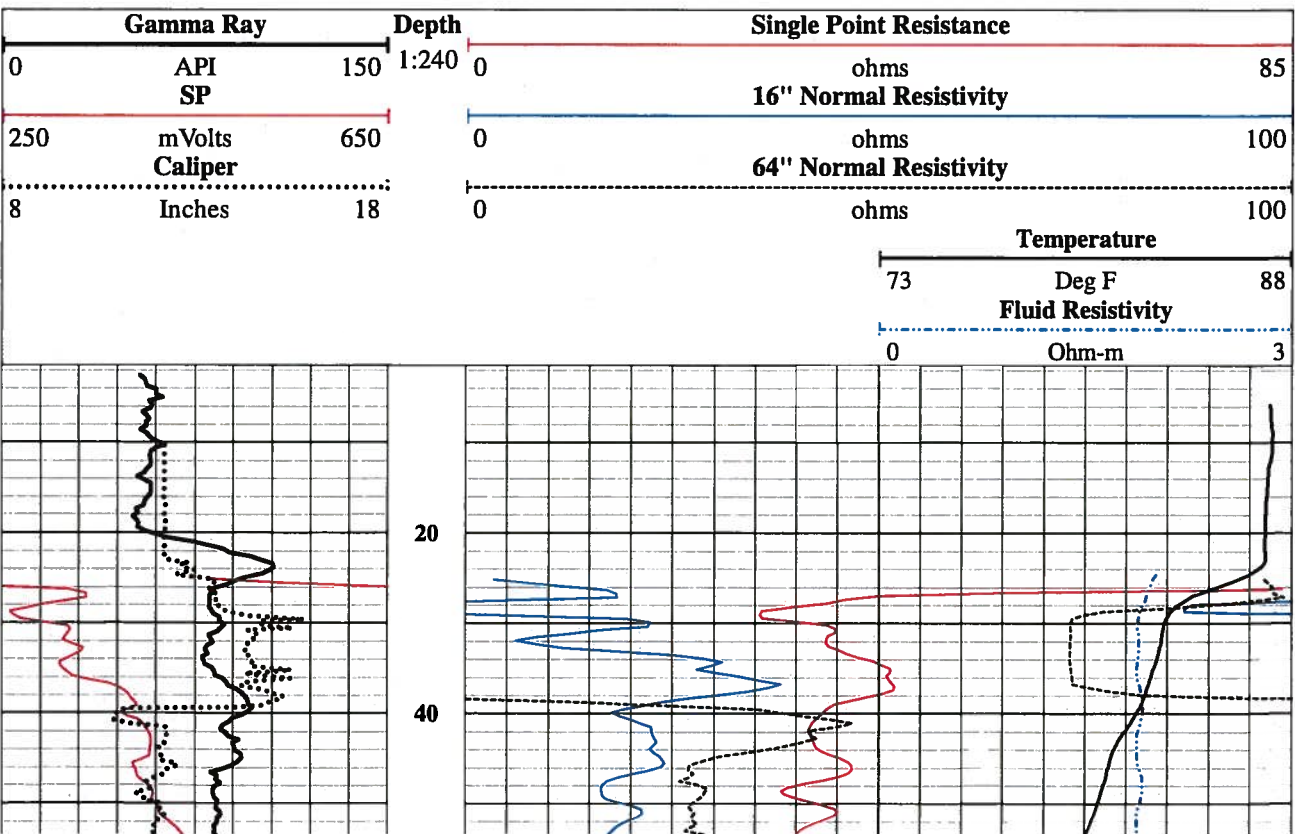 Gamma Ray Depth Single Point Resistance
0 API 150 1:240 0 ohms 85
SP 16" Normal Resistivity
250 mVolts 650 0 ohms 100
Caliper 64" Normal Resistivity
8 Inches 18 0 ohms 100
Temperature
73 Deg F 88
Fluid Resistivity
0 Ohm-m 3
20
40